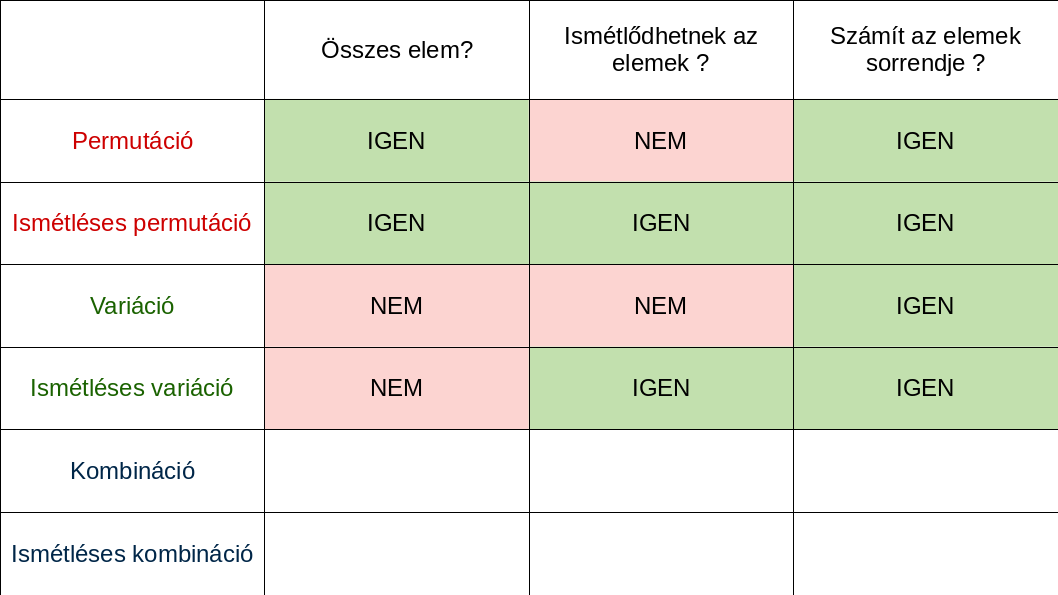 Összes elem?
Ismétlődhetnek az
elemek ?
Számít az elemek
sorrendje ?
Permutáció
IGEN
NEM
IGEN
Ismétléses permutáció
IGEN
IGEN
IGEN
Variáció
NEM
NEM
IGEN
Ismétléses variáció
NEM
IGEN
IGEN
Kombináció
Ismétléses kombináció